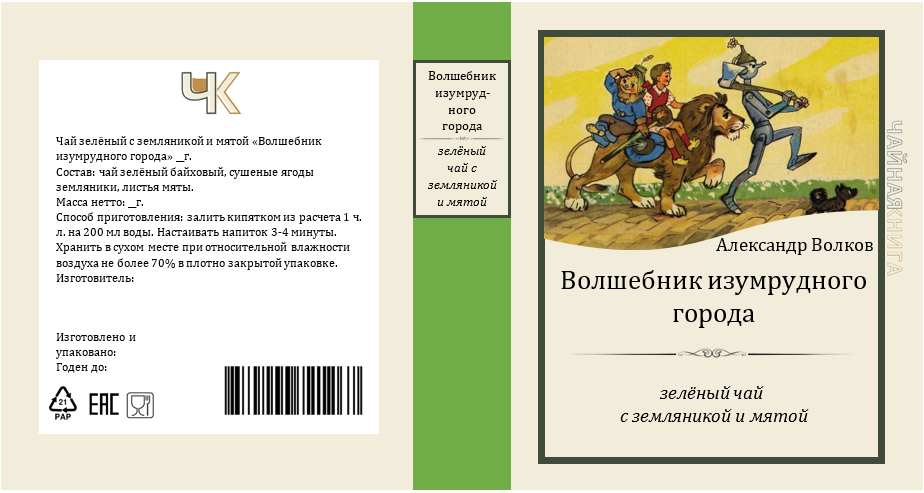 ЧК
Чай зелёный с земляникой и мятой «Волшебник
изумрудного города» _г.
Состав: чай зелёный байховый, сушеные ягоды
земляники, листья мяты.
Масса нетто: _г.
Способ приготовления: залить кипятком из расчета 1 ч.
л. на 200 мл воды. Настаивать напиток 3-4 минуты.
Хранить в сухом месте при относительной влажности
воздуха не более 70% в плотно закрытой упаковке.
Изготовитель:
Изготовлено и
упаковано:
Годен до:
21
PAP
EAC
Волшебник
изумруд-
ного
города
зелёный
чай с
земляникой
и мятой
Александр Волков
Волшебник изумрудного
города
зелёный чай
с земляникой и мятой
ЧАЙНАЯКНИГА